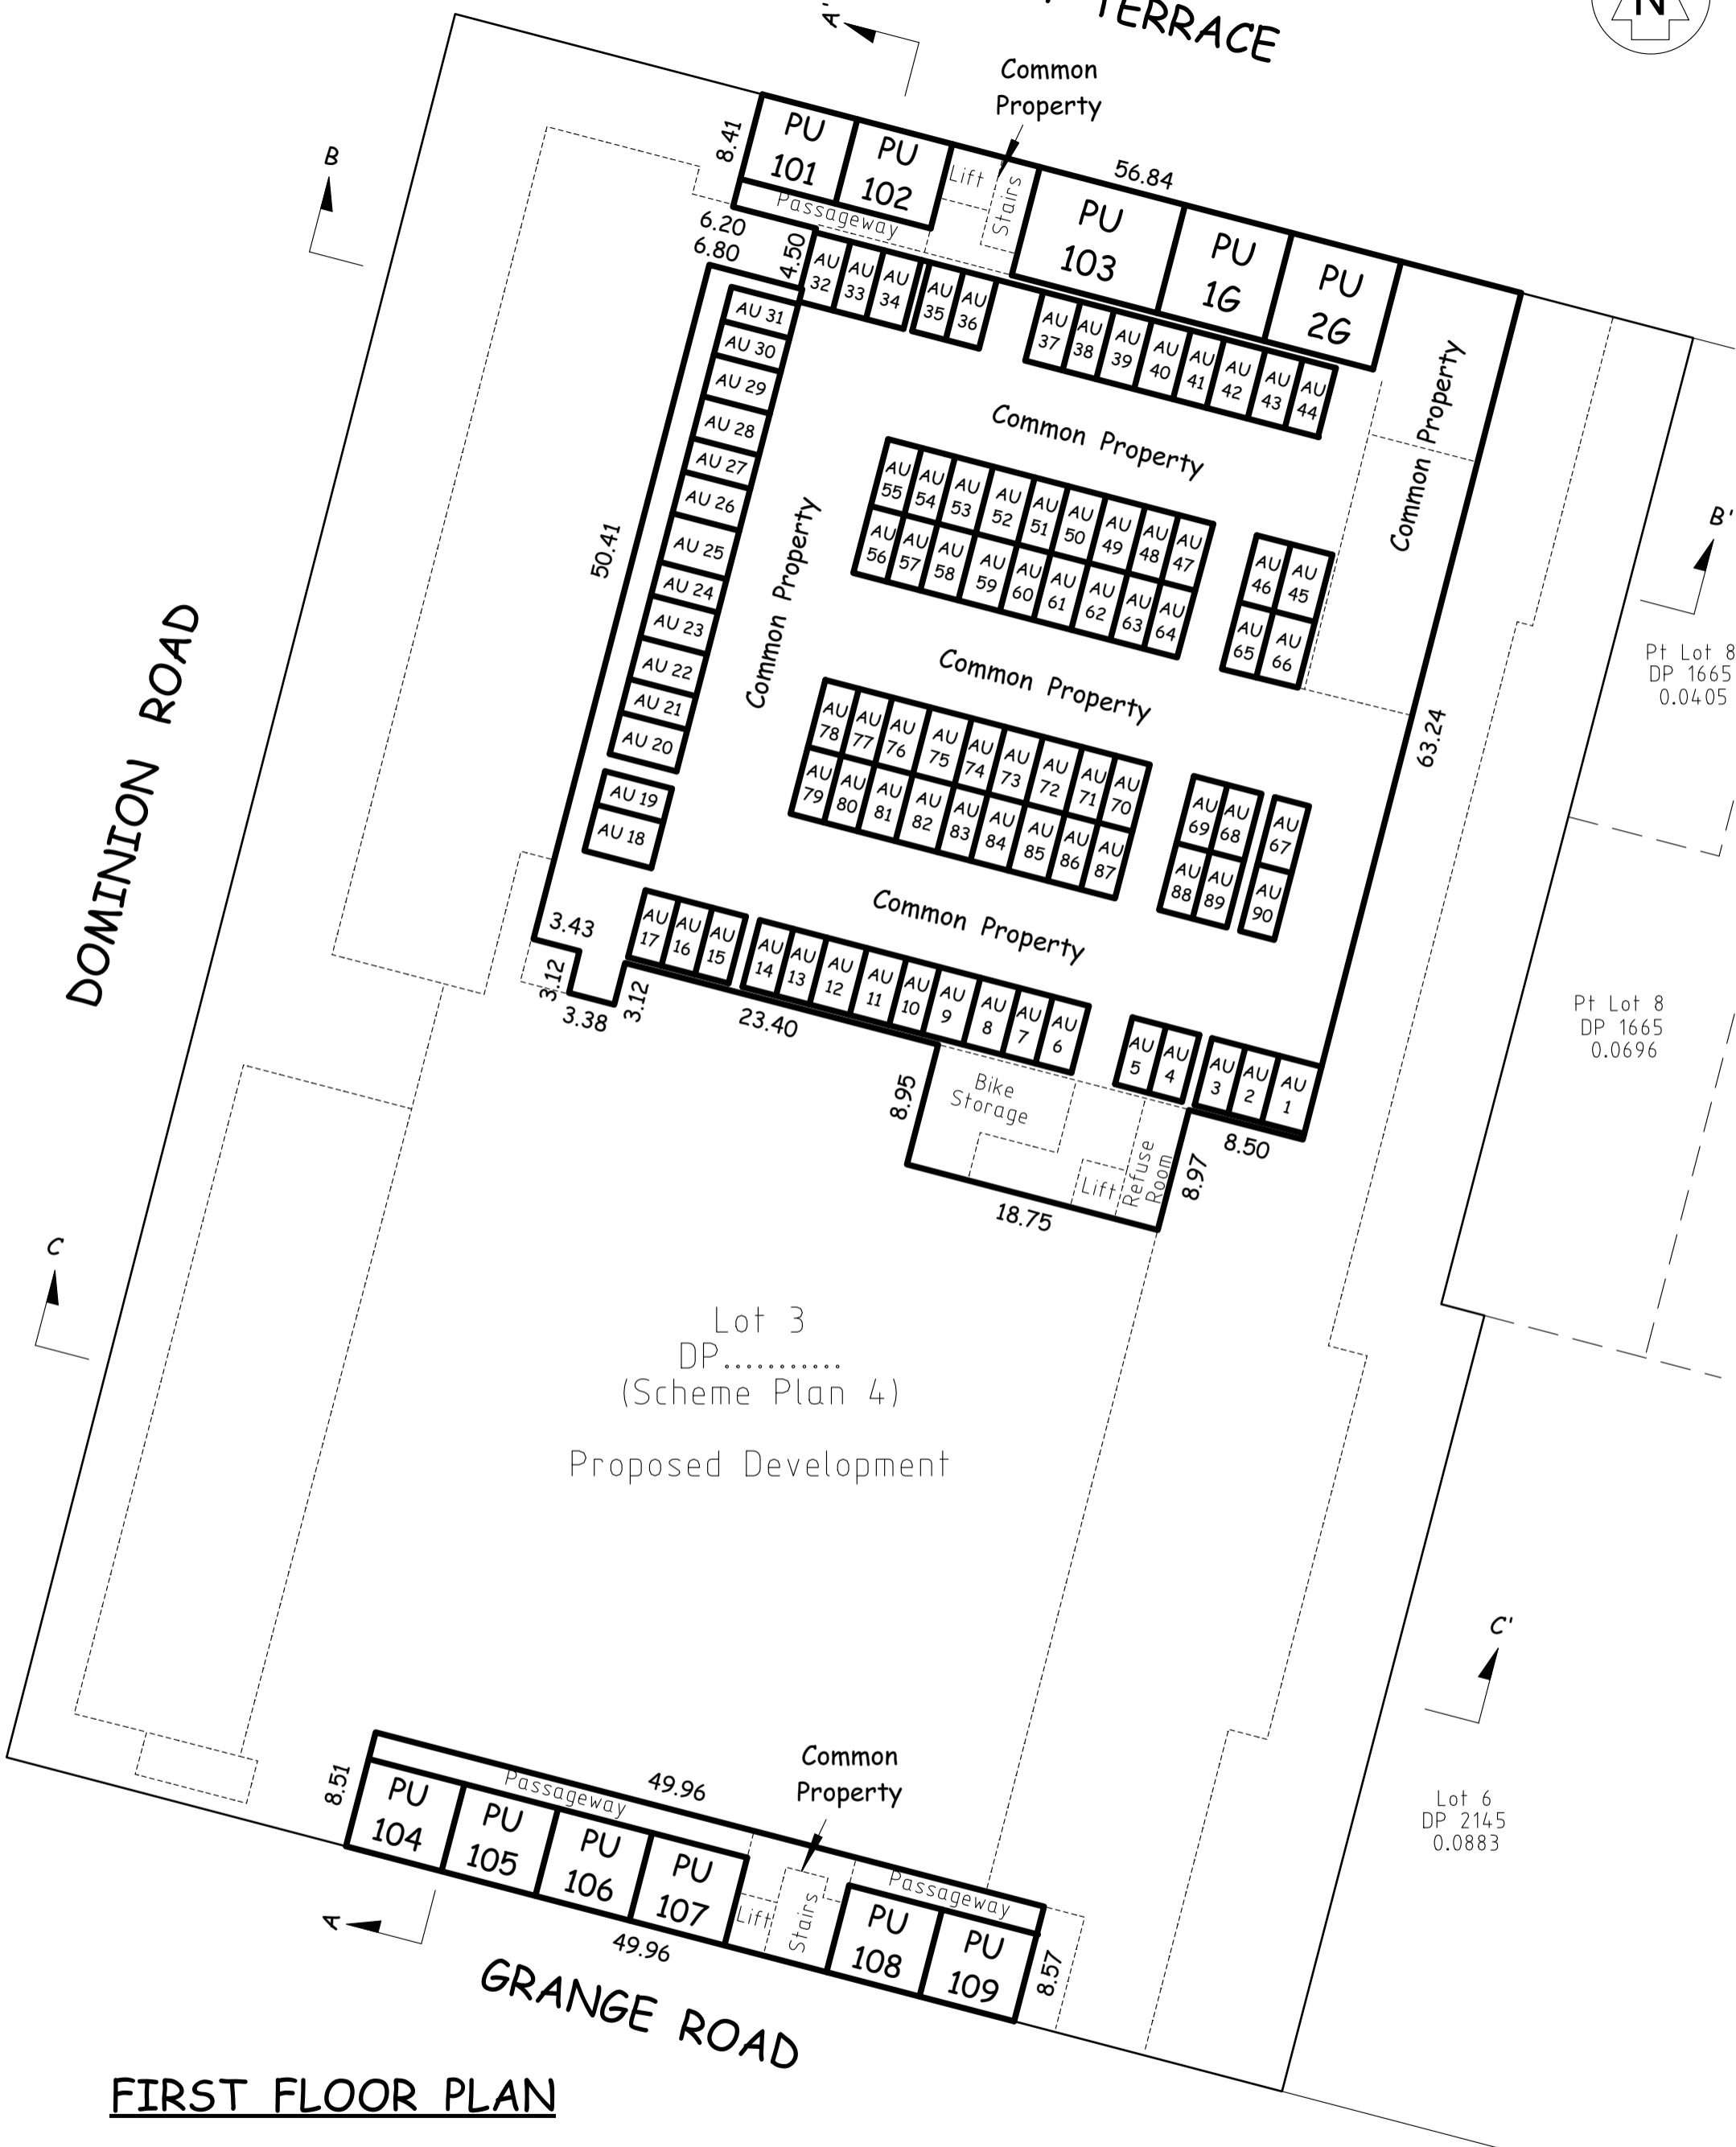 TERRACE
N
A'
Common
Property
B
8.41
PU
101
PU
102
Lift
Stairs
56.84
PU
103
PU
1G
PU
2G
Passageway
6.20
6.80
4.50
AU
32
AU
33
AU
34
AU
35
AU
36
AU
37
AU
38
AU
39
AU
40
AU
41
AU
42
AU
43
AU
44
AU 31
AU 30
AU 29
AU 28
AU 27
AU 26
AU 25
AU 24
AU 23
AU 22
AU 21
AU 20
AU 19
AU 18
50.41
Common Property
Common Property
Common Property
AU
55
AU
54
AU
53
AU
52
AU
51
AU
50
AU
49
AU
48
AU
47
AU
46
AU
45
AU
56
AU
57
AU
58
AU
59
AU
60
AU
61
AU
62
AU
63
AU
64
AU
65
AU
66
B'
Pt Lot 8
DP 1665
0.0405
DOMINION ROAD
Common Property
63.24
AU
78
AU
77
AU
76
AU
75
AU
74
AU
73
AU
72
AU
71
AU
70
AU
69
AU
68
AU
67
AU
79
AU
80
AU
81
AU
82
AU
83
AU
84
AU
85
AU
86
AU
87
AU
88
AU
89
AU
90
Common Property
3.43
3.12
3.38
3.12
23.40
AU
17
AU
16
AU
15
AU
14
AU
13
AU
12
AU
11
AU
10
AU
9
AU
8
AU
7
AU
6
AU
5
AU
4
AU
3
AU
2
AU
1
Pt Lot 8
DP 1665
0.0696
8.95
Bike
Storage
Lift
Refuse
Room
8.97
8.50
18.75
C
Lot 3
DP...........
(Scheme Plan 4)
Proposed Development
C'
Lot 6
DP 2145
0.0883
8.51
Passageway
49.96
Common
Property
PU
104
PU
105
PU
106
PU
107
Lift
Stairs
Passageway
PU
108
PU
109
8.57
A
49.96
GRANGE ROAD
FIRST FLOOR PLAN